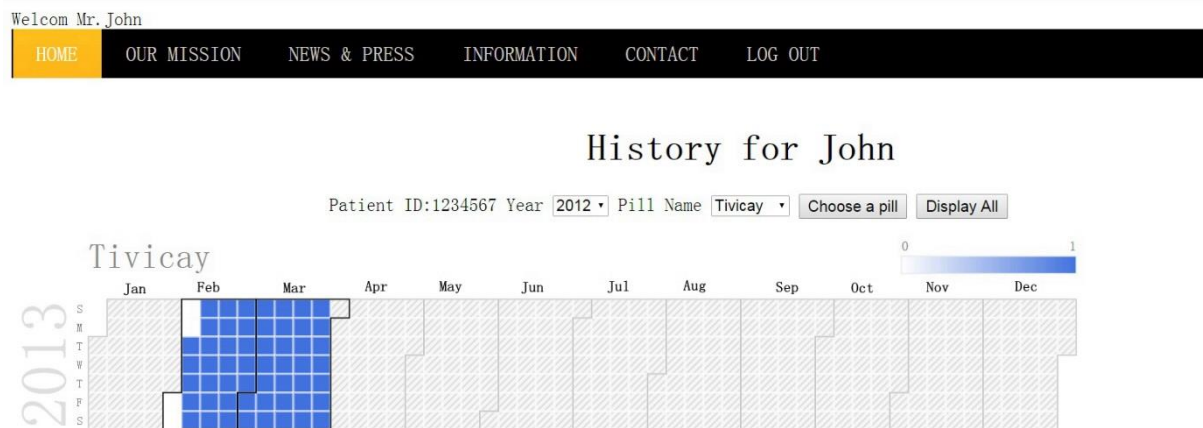 Welcom Mr.John
HOME OUR MISSION NEWS & PRESS INFORMATION CONTACT LOG OUT
History for John
Patient ID:1234567 Year 2012 Pill Name Tivicay Choose a pill Display All
Tivicay
0 1
Jan Feb Mar Apr May Jun Jul Aug Sep Oct Nov Dec
2013
S
M
T
W
T
F
S